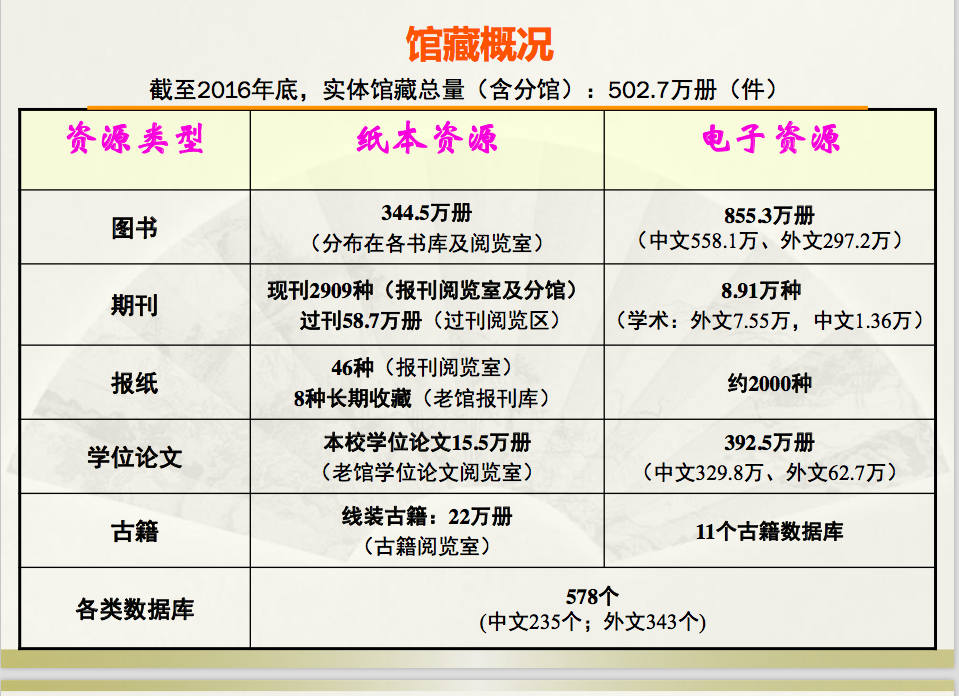 馆藏概况
截至2016年底，实体馆藏总量（含分馆）：502.7万册（件）
资源类型 纸本资源 电子资源
图书
344.5万册
（分布在各书库及阅览室）
855.3万册
（中文558.1万、外文297.2万）
期刊
现刊2909种（报刊阅览室及分馆）
过刊58.7万册（过刊阅览区）
8.91万种
（学术：外文7.55万，中文1.36万）
报纸
46种（报刊阅览室）
8种长期收藏（老馆报刊库）
约2000种
学位论文
本校学位论文15.5万册
（老馆学位论文阅览室）
392.5万册
（中文329.8万、外文62.7万）
古籍
线装古籍：22万册
（古籍阅览室）
11个古籍数据库
各类数据库
578个
(中文235个；外文343个)